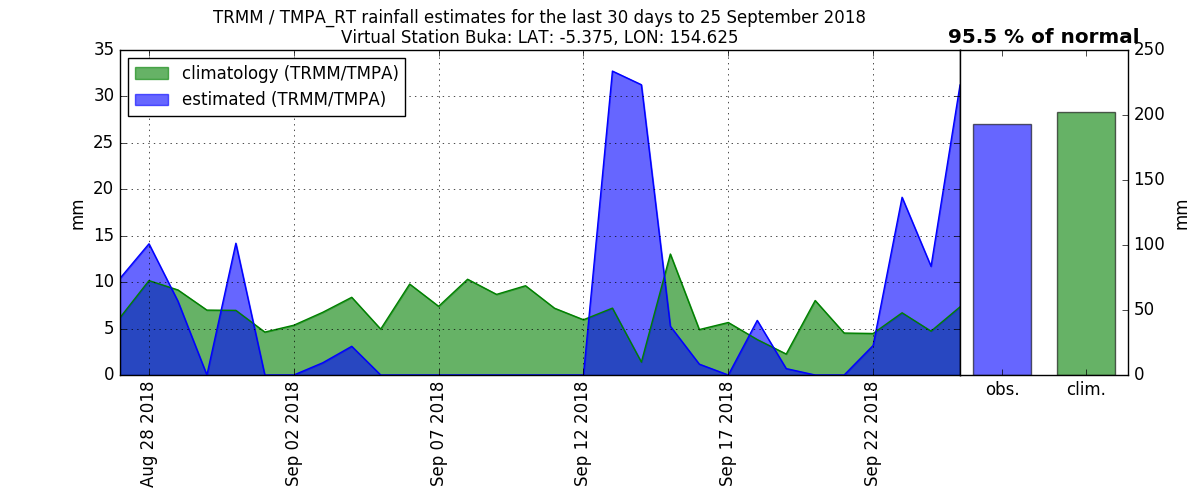 TRMM / TMPA_RT rainfall estimates for the last 30 days to 25 September 2018
Virtual Station Buka: LAT: -5.375, LON: 154.625
95.5 % of normal
climatology (TRMM/TMPA)
estimated (TRMM/TMPA)
mm
35
30
25
20
15
10
5
0
Aug 28 2018
Sep 02 2018
Sep 07 2018
Sep 12 2018
Sep 17 2018
Sep 22 2018
obs.
clim.
250
200
150
100
50
0
mm